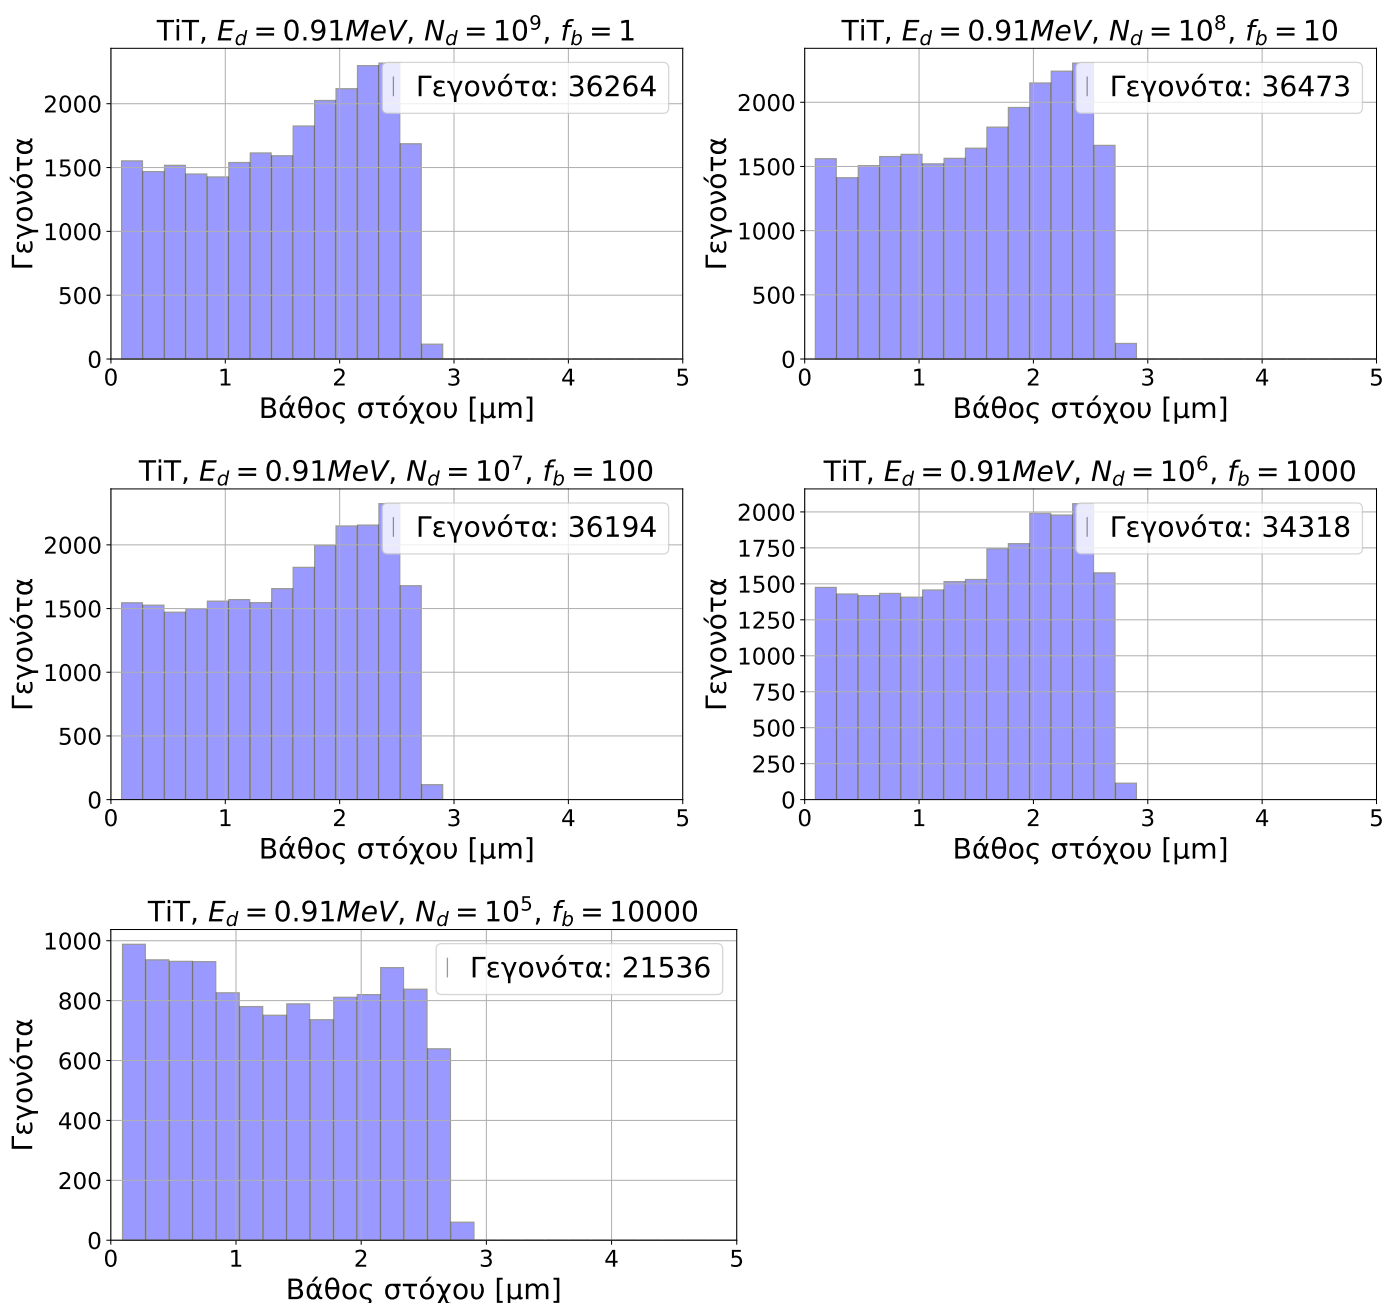 TiT, E_d = 0.91MeV, N_d = 10^9, f_b = 1
Γεγονότα: 36264
Γεγονότα
2000
1500
1000
500
0
0 1 2 3 4 5
Βάθος στόχου [μm]
TiT, E_d = 0.91MeV, N_d = 10^8, f_b = 10
Γεγονότα: 36473
Γεγονότα
2000
1500
1000
500
0
0 1 2 3 4 5
Βάθος στόχου [μm]
TiT, E_d = 0.91MeV, N_d = 10^7, f_b = 100
Γεγονότα: 36194
Γεγονότα
2000
1500
1000
500
0
0 1 2 3 4 5
Βάθος στόχου [μm]
TiT, E_d = 0.91MeV, N_d = 10^6, f_b = 1000
Γεγονότα: 34318
Γεγονότα
2000
1750
1500
1250
1000
750
500
250
0
0 1 2 3 4 5
Βάθος στόχου [μm]
TiT, E_d = 0.91MeV, N_d = 10^5, f_b = 10000
Γεγονότα: 21536
Γεγονότα
1000
800
600
400
200
0
0 1 2 3 4 5
Βάθος στόχου [μm]